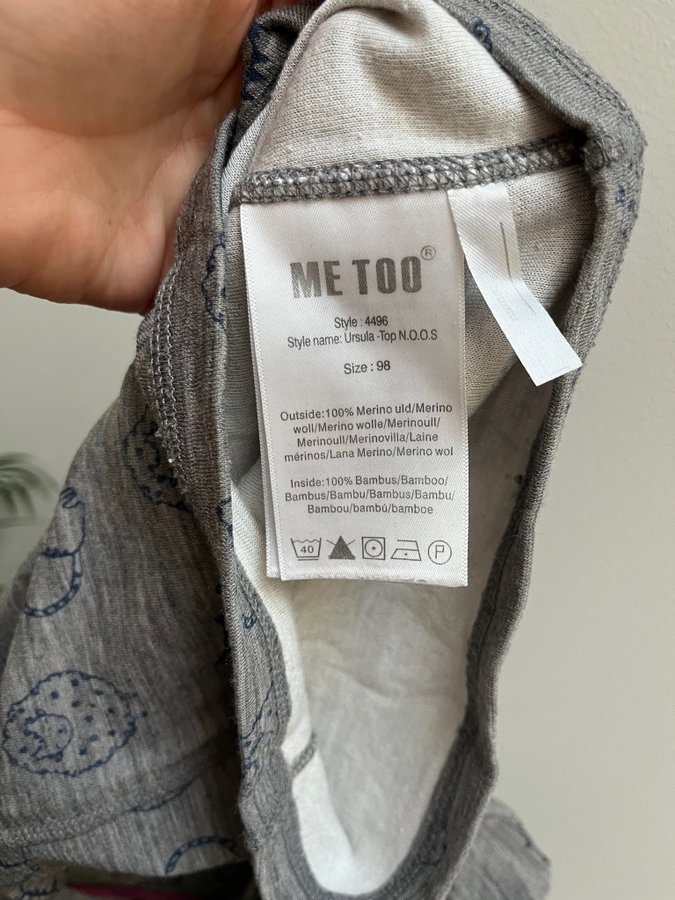 ME TOO®
Style : 4496
Style name: Ursula -Top N.O.O.S
Size : 98
Outside:100% Merino uld/Merino
woll/Merino wolle/Merinoull/
Merinoull/Merinovilla/Laine
mérinos/Lana Merino/Merino wol
Inside:100% Bambus/Bamboo/
Bambus/Bambu/Bambus/Bambu/
Bambou/bambú/bamboe
40 P